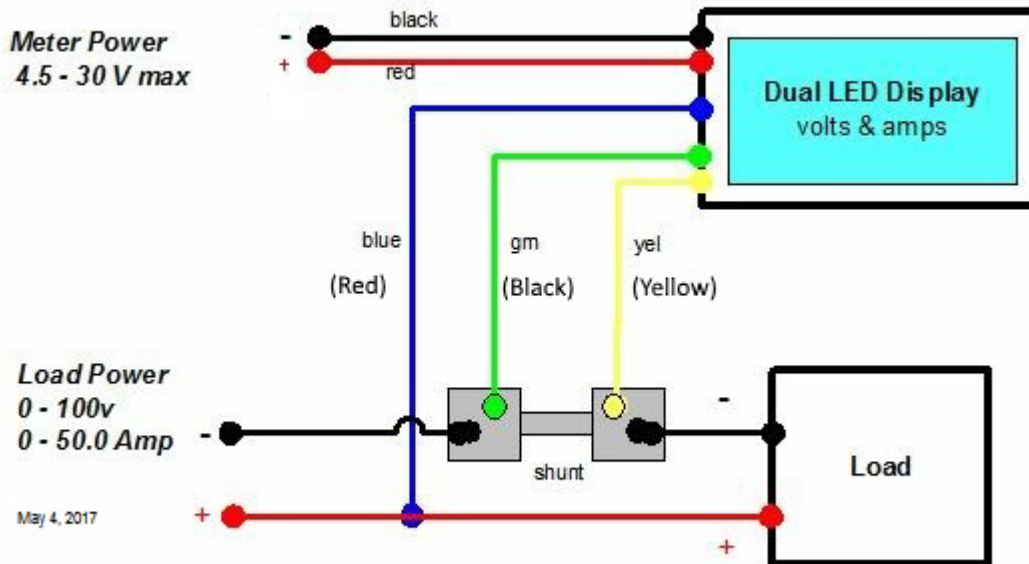 black
Meter Power
4.5 - 30 V max
-
+
red
Dual LED Display
volts & amps
blue
(Red)
grn
(Black)
yel
(Yellow)
Load Power
0 - 100v
0 - 50.0 Amp
-
-
shunt
Load
May 4, 2017
+
+